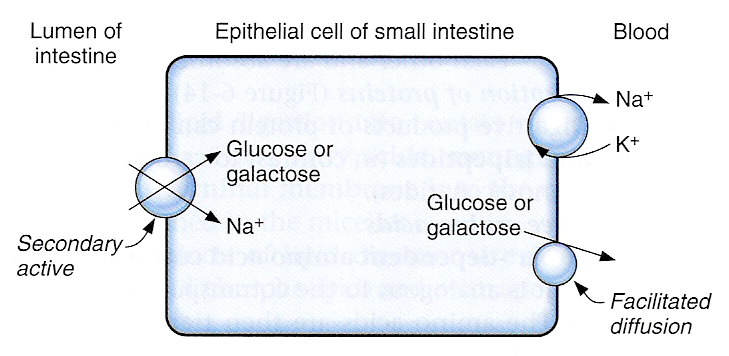 Lumen of
intestine
Epithelial cell of small intestine
Blood
Na+
K+
Glucose or
galactose
Na+
Secondary
active
Glucose or
galactose
Facilitated
diffusion